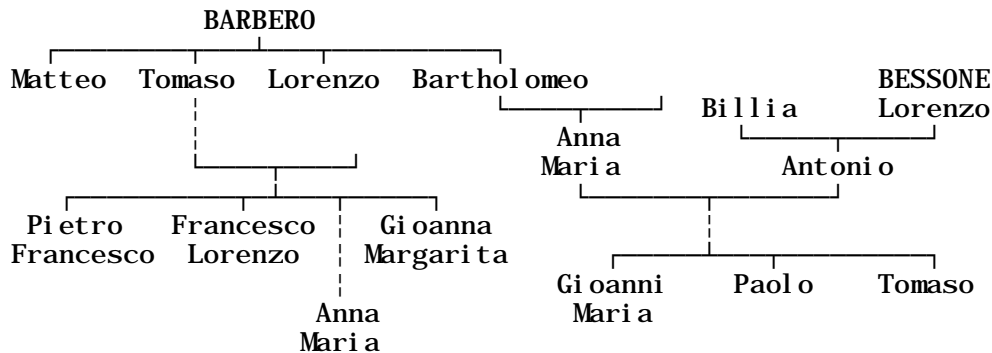 BARBERO
Matteo Tomaso Lorenzo Bartholomeo BESSONE
Billia Lorenzo
Anna
Maria Antonio
Pietro Francesco Gioanna
Francesco Lorenzo Margarita
Gioanni Paolo Tomaso
Maria
Anna
Maria